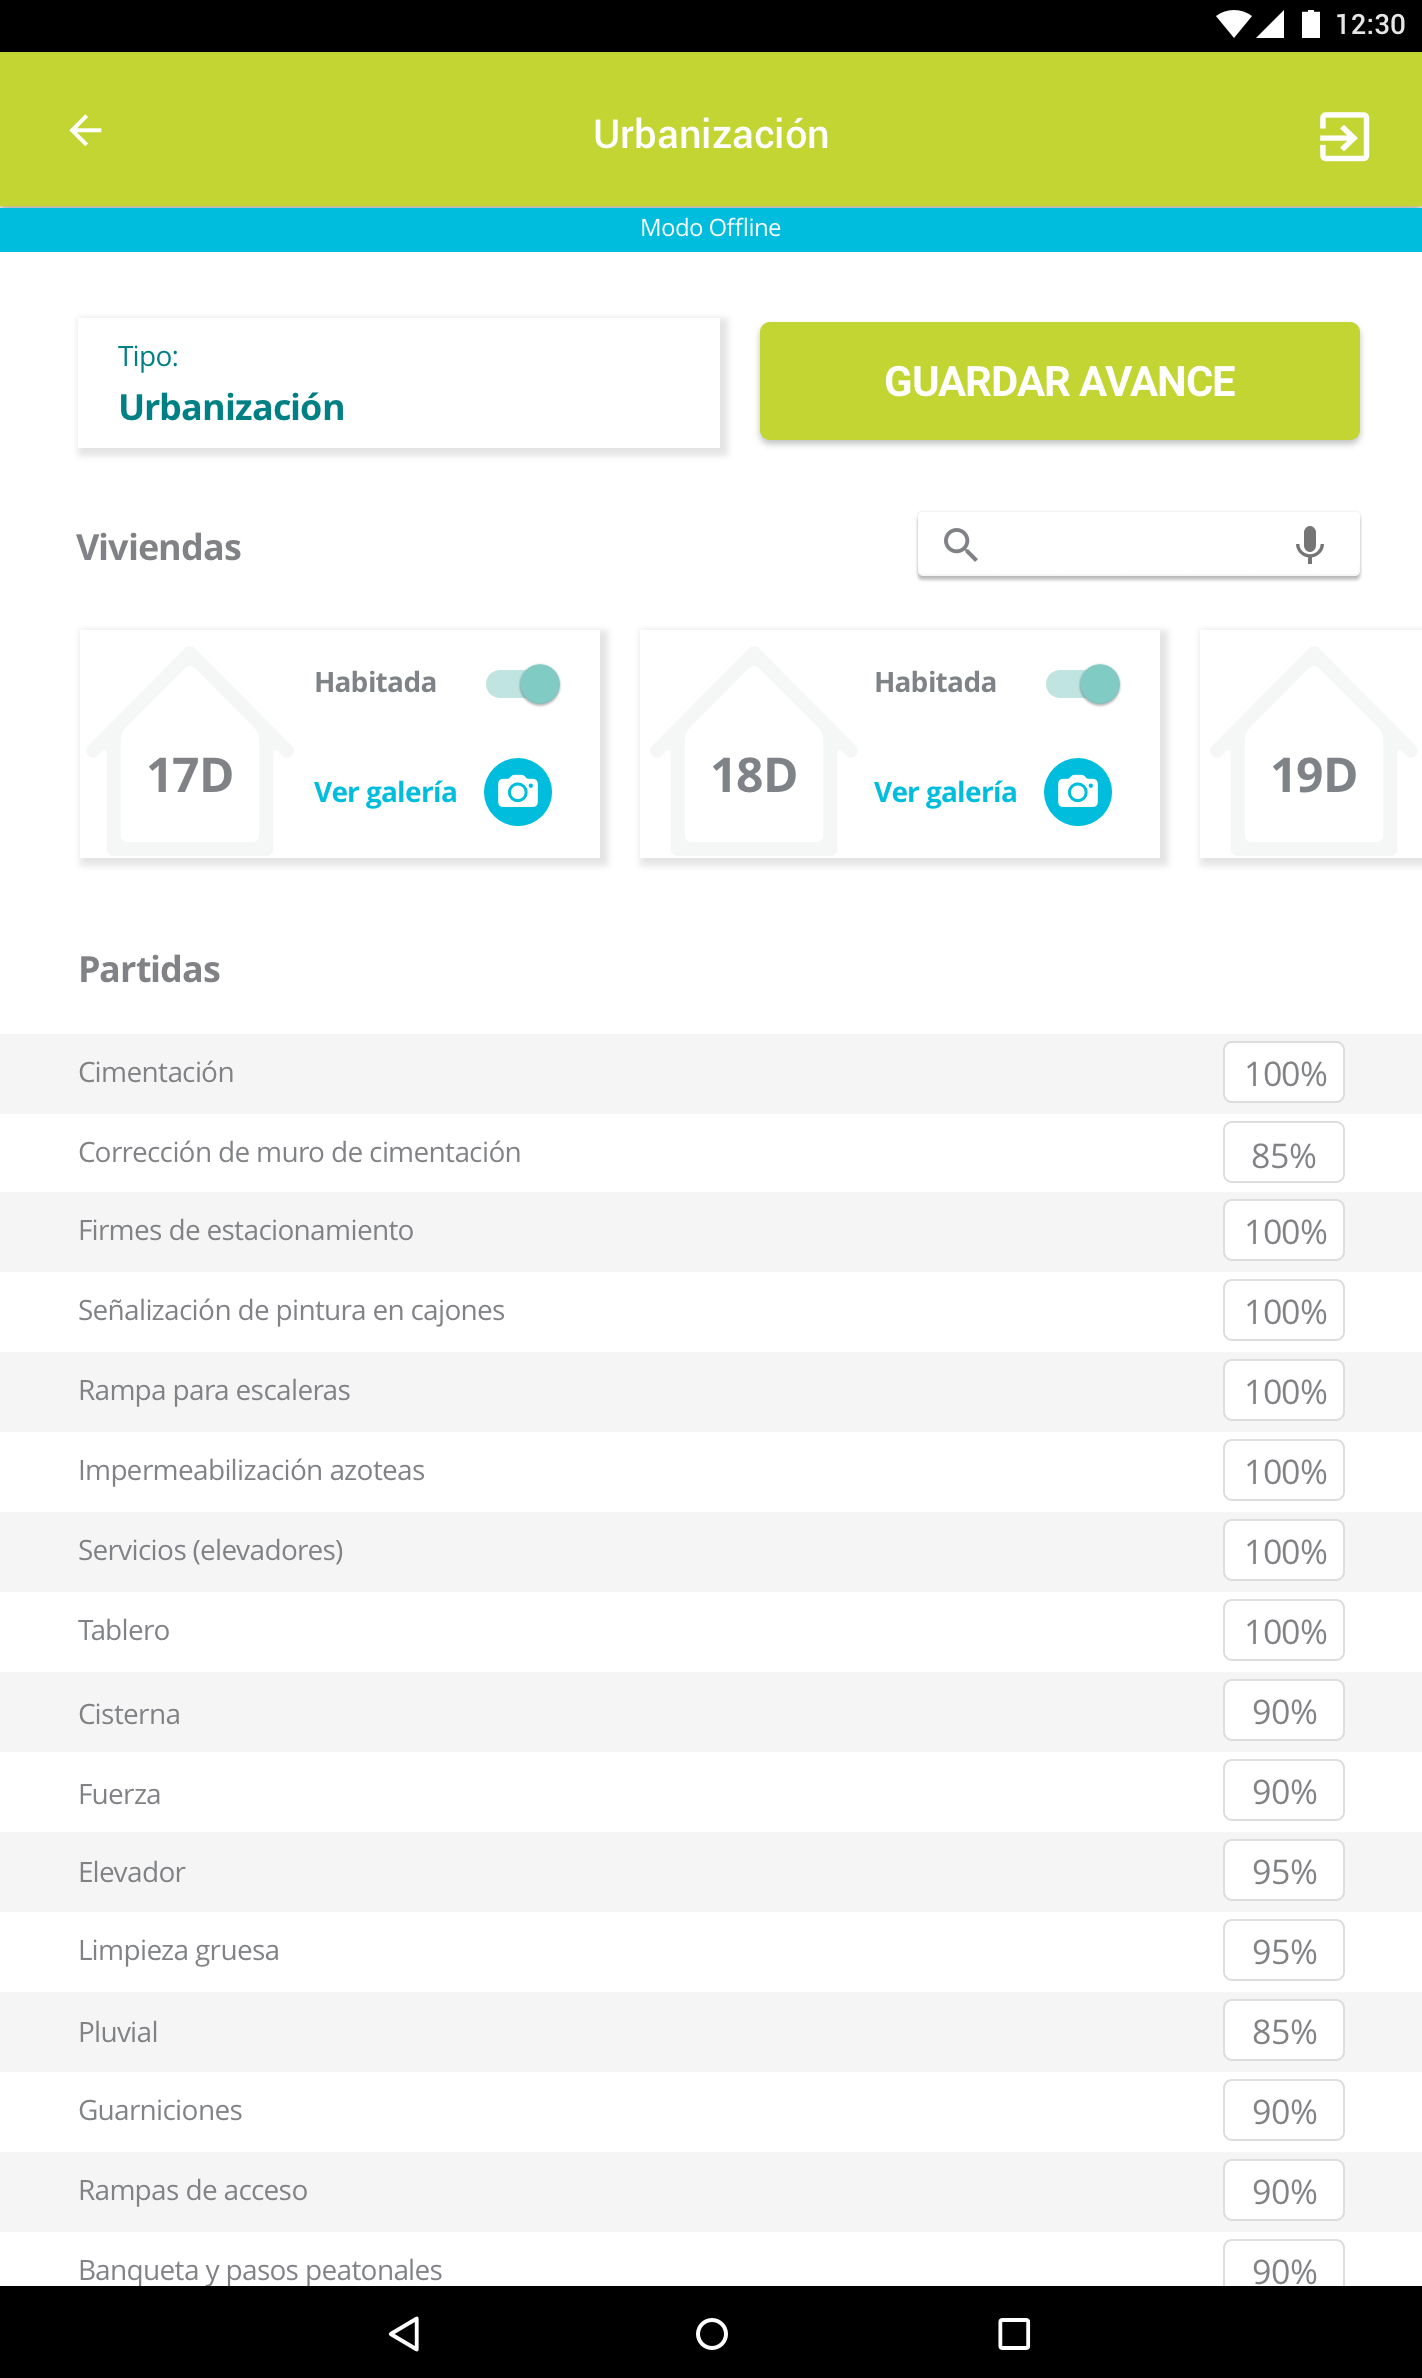 12:30
Urbanización
Modo Offline
Tipo:
Urbanización
GUARDAR AVANCE
Viviendas
17D
Habitada
Ver galería
18D
Habitada
Ver galería
19D
Partidas
Cimentación 100%
Corrección de muro de cimentación 85%
Firmes de estacionamiento 100%
Señalización de pintura en cajones 100%
Rampa para escaleras 100%
Impermeabilización azoteas 100%
Servicios (elevadores) 100%
Tablero 100%
Cisterna 90%
Fuerza 90%
Elevador 95%
Limpieza gruesa 95%
Pluvial 85%
Guarniciones 90%
Rampas de acceso 90%
Banqueta y pasos peatonales 90%